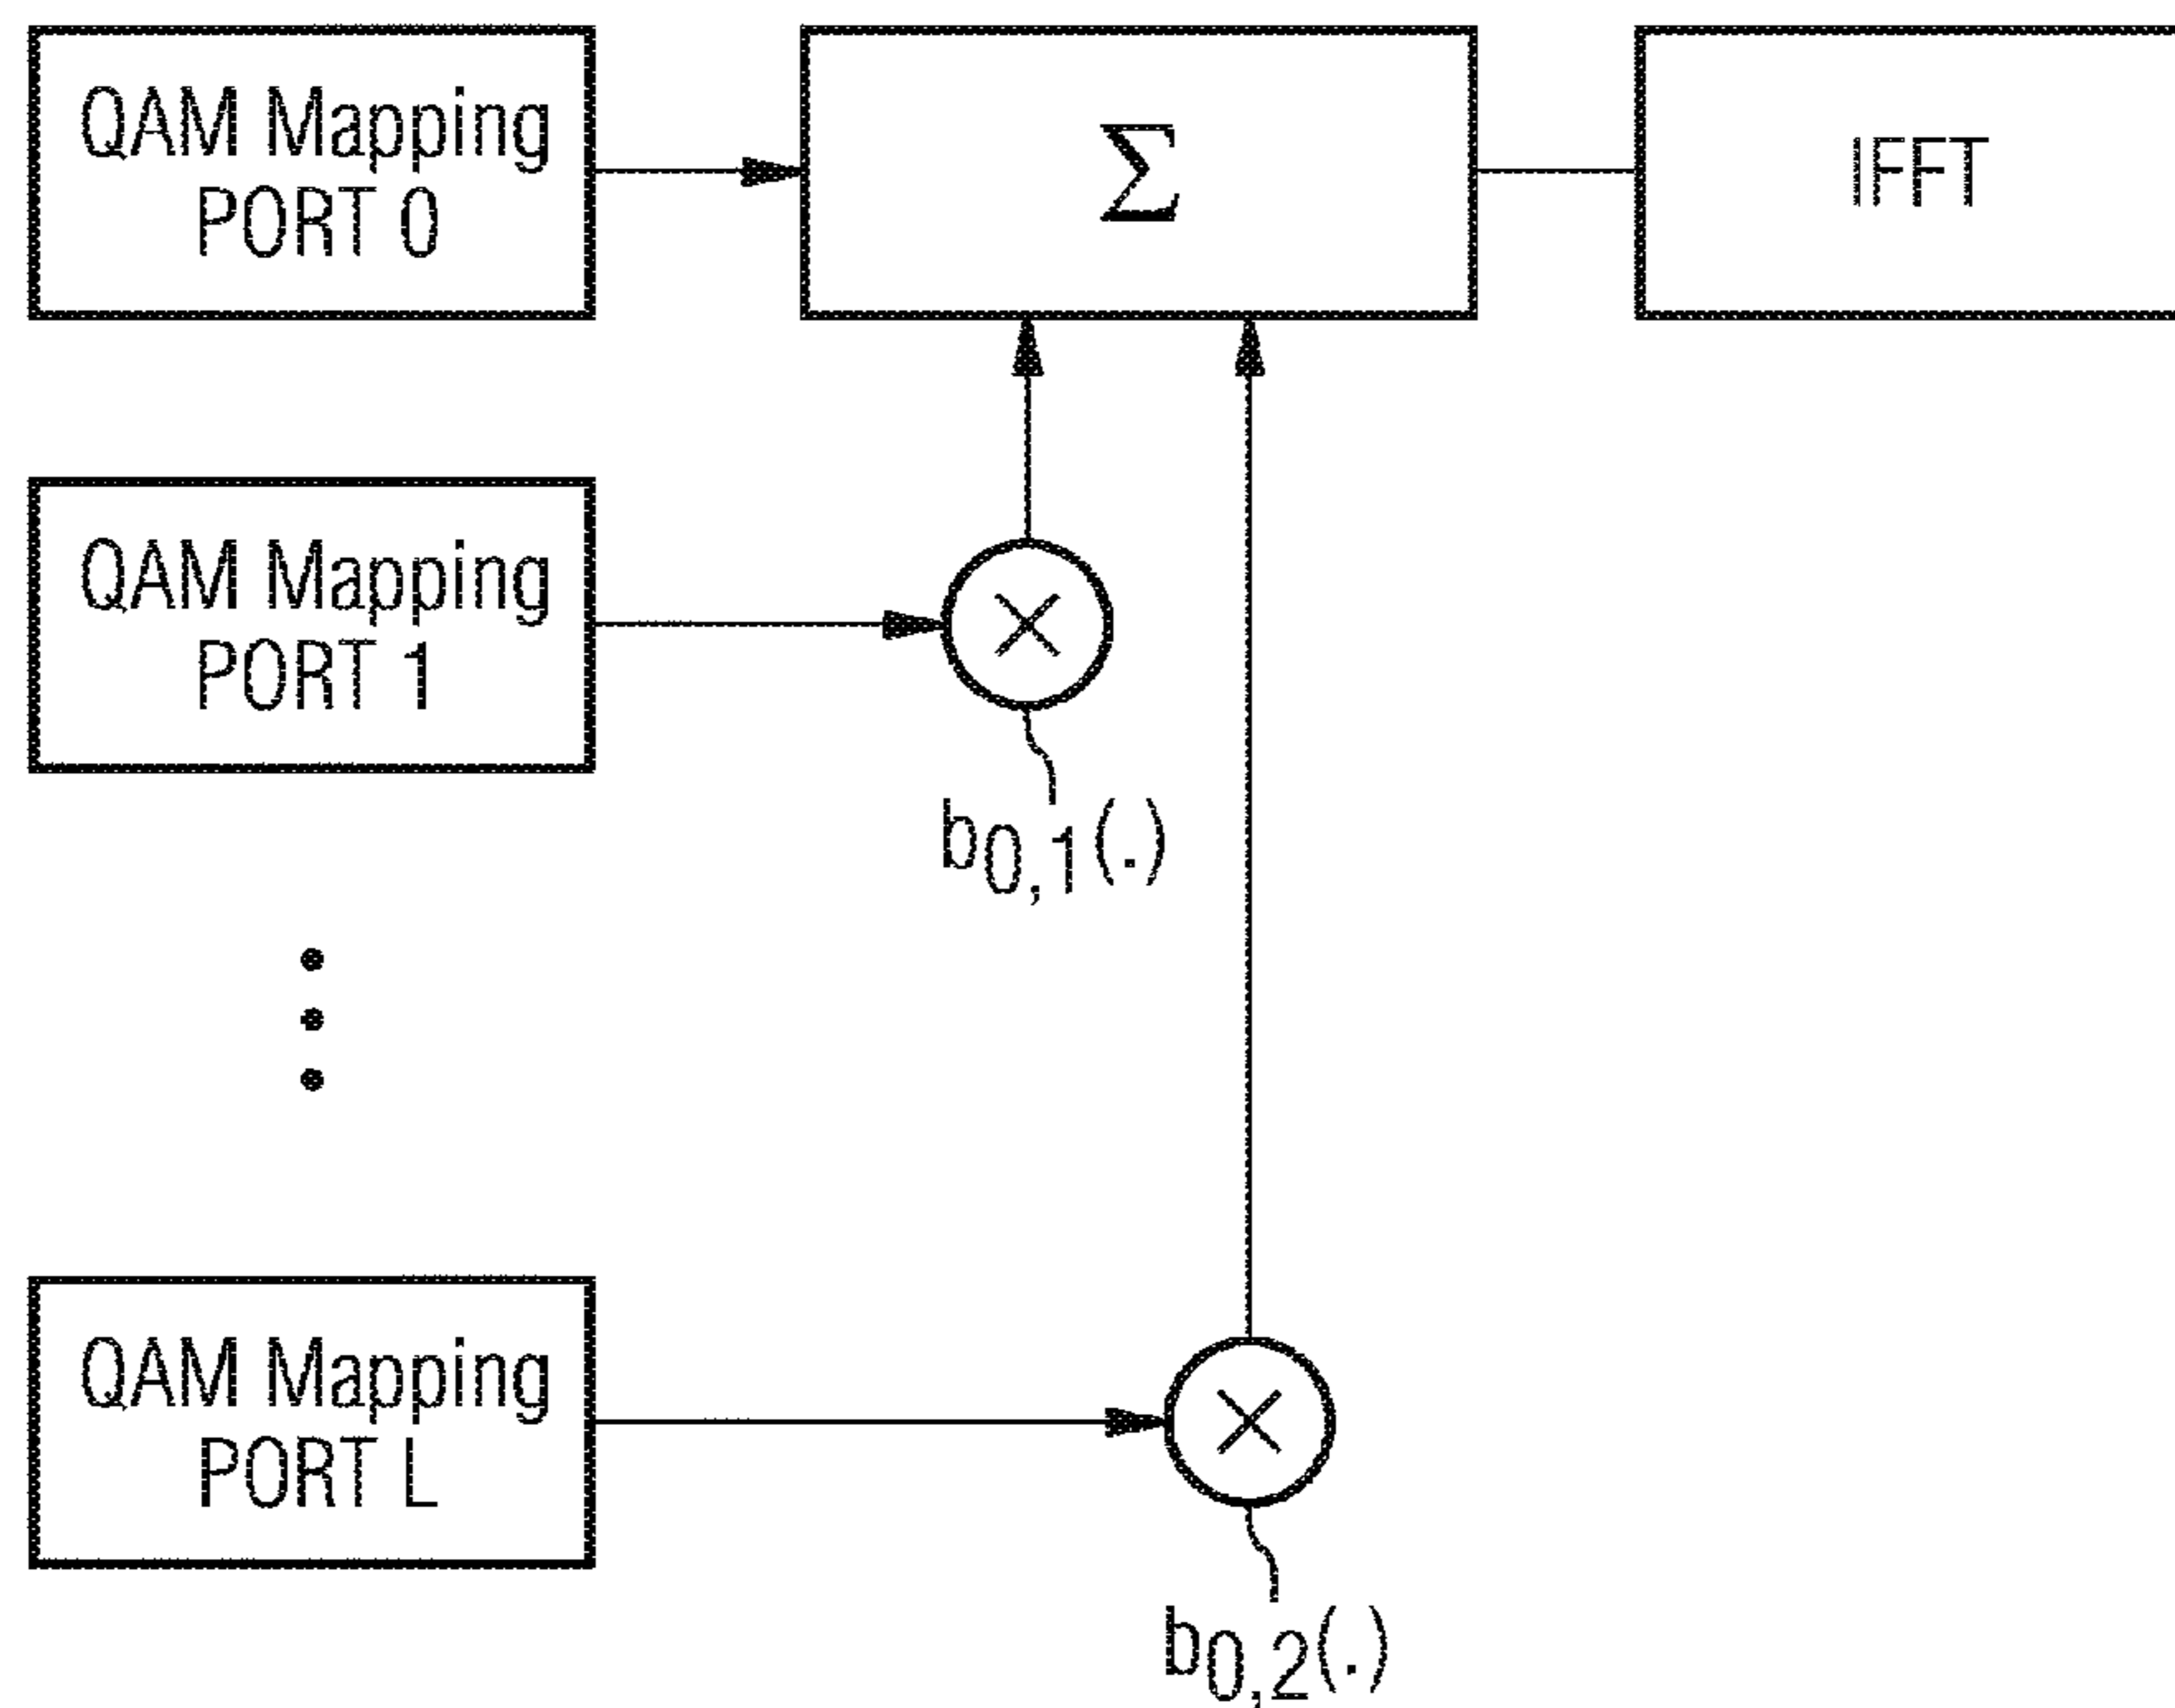 QAM Mapping
PORT 0
Σ
IFFT
QAM Mapping
PORT 1
b0,1(.)
QAM Mapping
PORT L
b0,2(.)